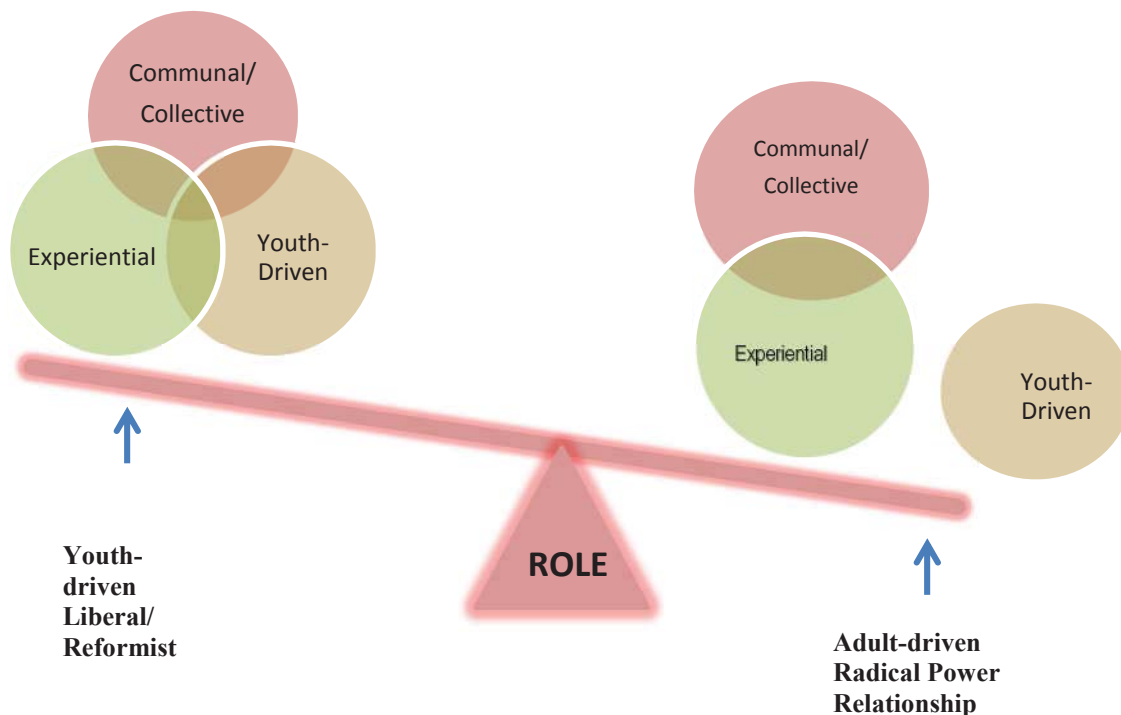 Communal/
Collective
Experiential
Youth-
Driven
Communal/
Collective
Experiential
Youth-
Driven
ROLE
Youth-
driven
Liberal/
Reformist
Adult-driven
Radical Power
Relationship